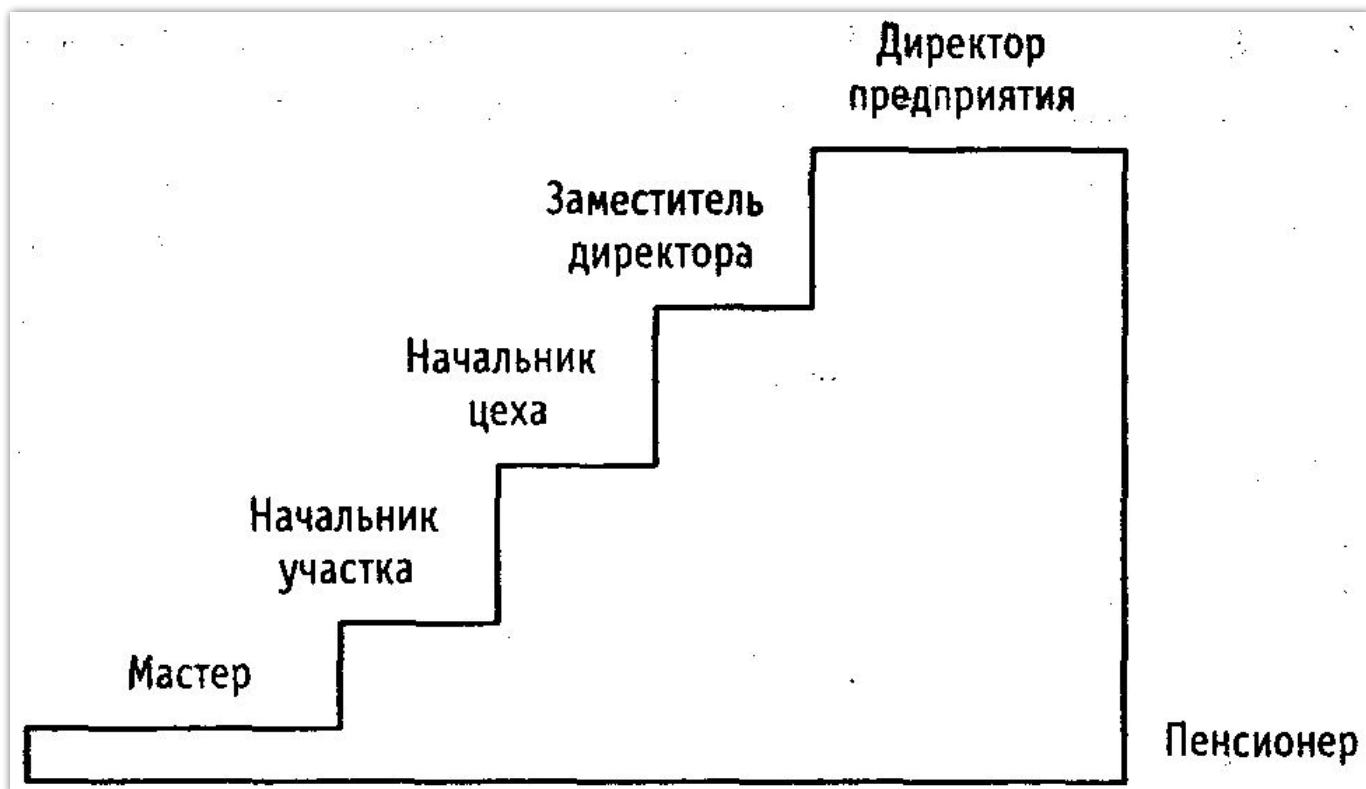 Директор
предприятия
Заместитель
директора
Начальник
цеха
Начальник
участка
Мастер
Пенсионер